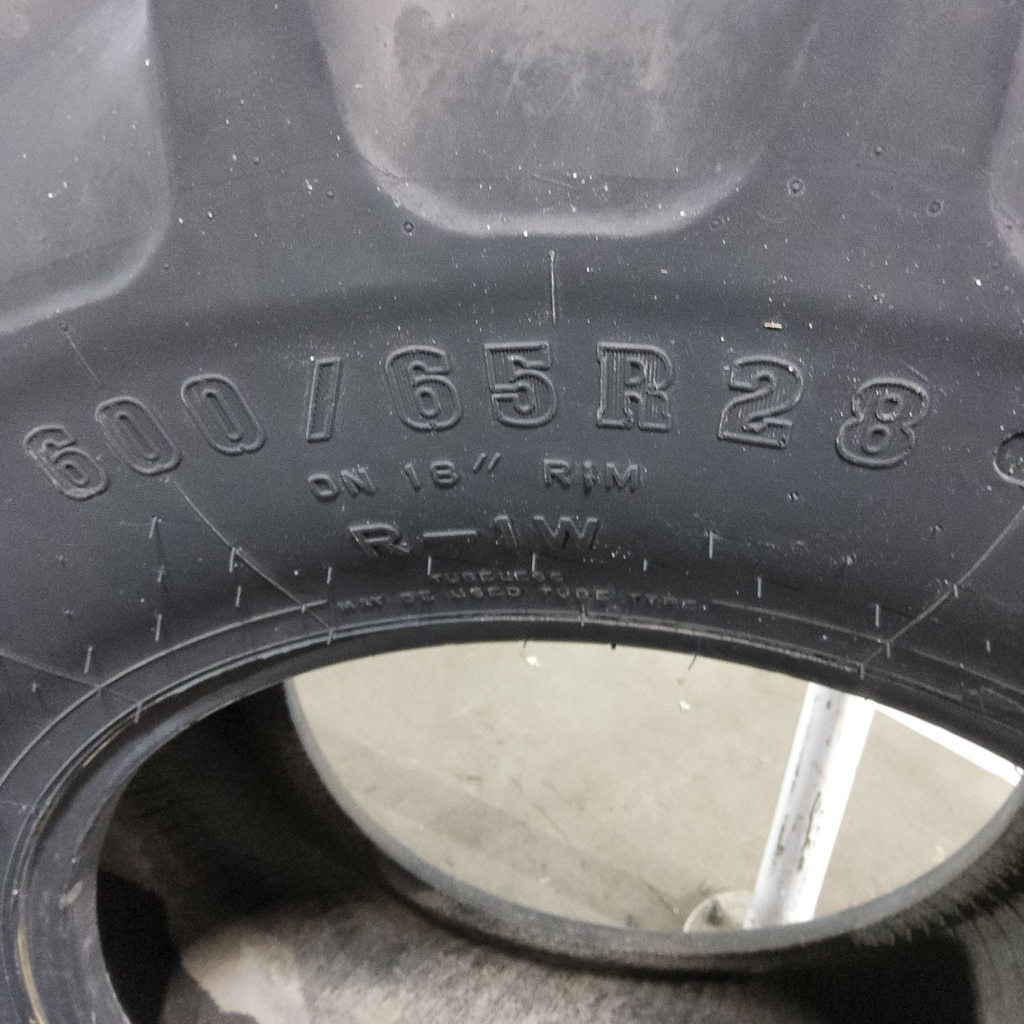 600/65R28
ON 18" RIM
R-1W
TUBELESS
MAY BE USED TUBE TYPE